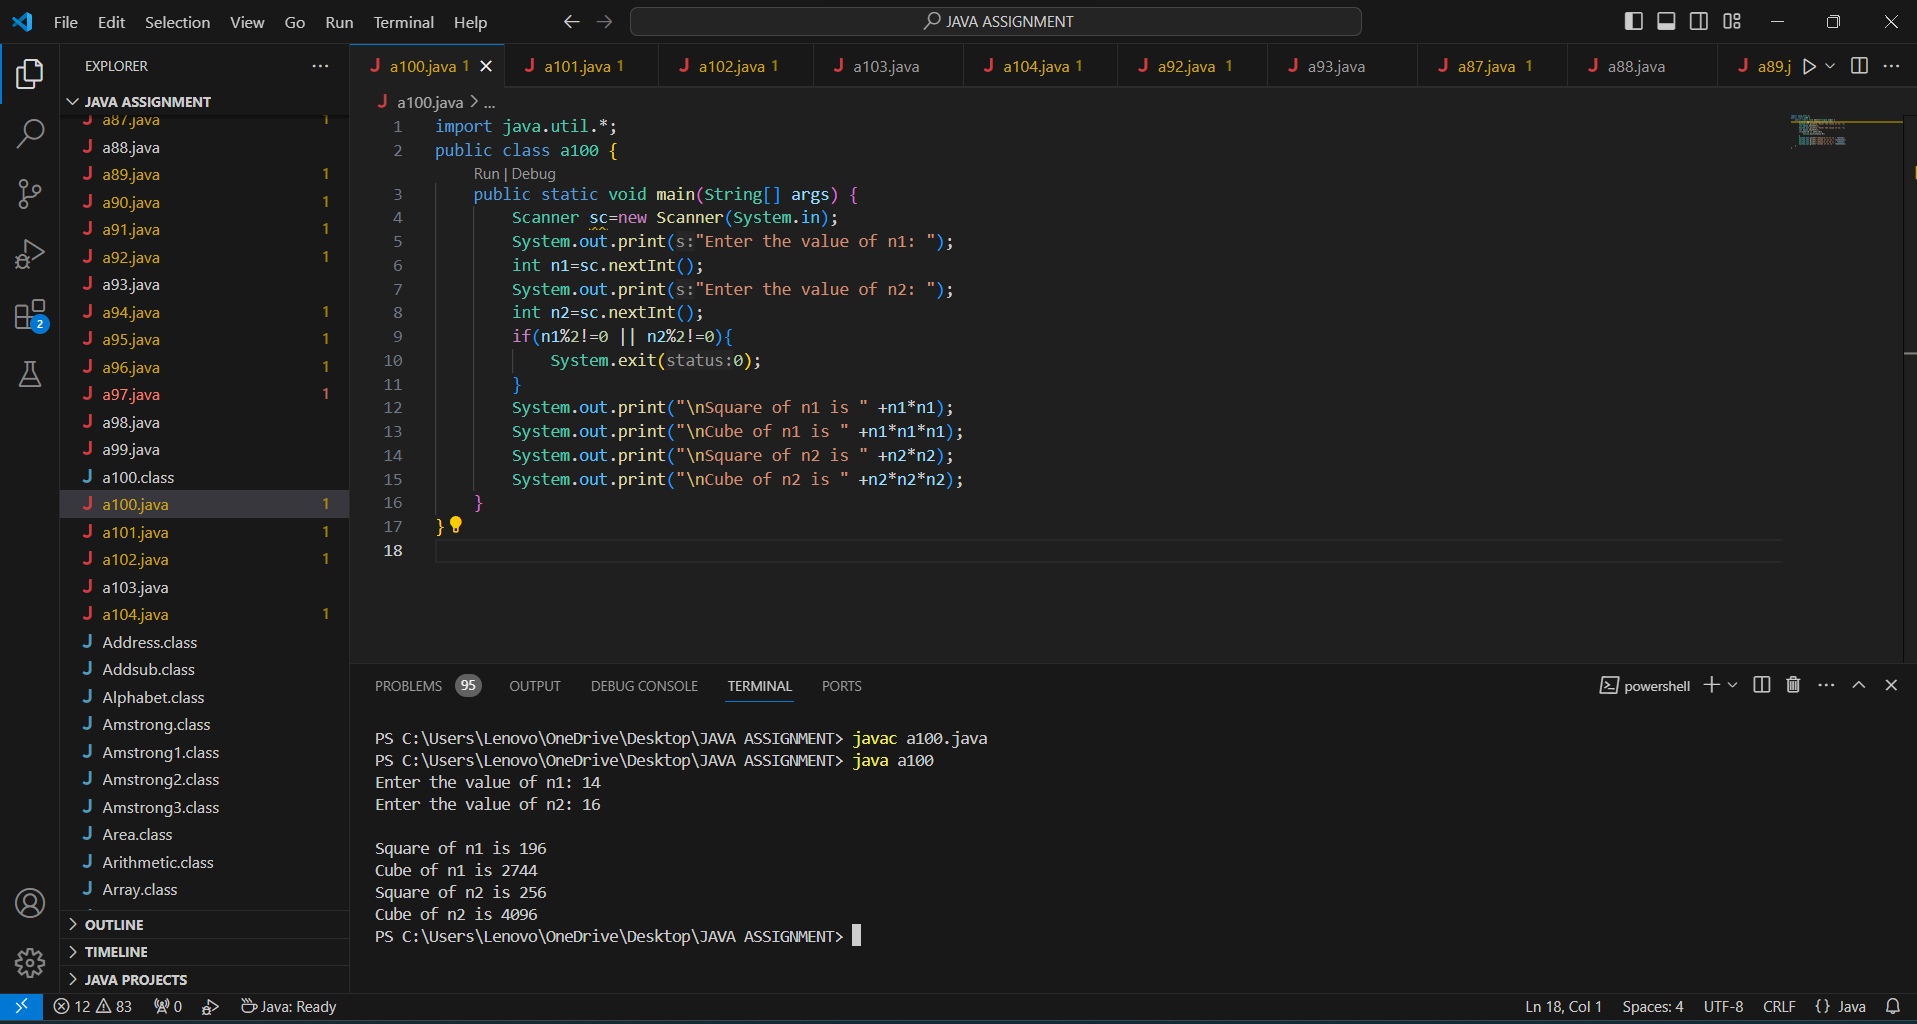 File Edit Selection View Go Run Terminal Help
JAVA ASSIGNMENT
EXPLORER
JAVA ASSIGNMENT
a87.java 1
a88.java
a89.java 1
a90.java 1
a91.java 1
a92.java 1
a93.java
a94.java 1
a95.java 1
a96.java 1
a97.java 1
a98.java
a99.java
a100.class
a100.java 1
a101.java 1
a102.java 1
a103.java
a104.java 1
Address.class
Addsub.class
Alphabet.class
Amstrong.class
Amstrong1.class
Amstrong2.class
Amstrong3.class
Area.class
Arithmetic.class
Array.class
OUTLINE
TIMELINE
JAVA PROJECTS
2
a100.java 1 a101.java 1 a102.java 1 a103.java a104.java 1 a92.java 1 a93.java a87.java 1 a88.java a89.j
a100.java > ...
1 import java.util.*;
2 public class a100 {
Run | Debug
3 public static void main(String[] args) {
4 Scanner sc=new Scanner(System.in);
5 System.out.print(s:"Enter the value of n1: ");
6 int n1=sc.nextInt();
7 System.out.print(s:"Enter the value of n2: ");
8 int n2=sc.nextInt();
9 if(n1%2!=0 || n2%2!=0){
10 System.exit(status:0);
11 }
12 System.out.print("\nSquare of n1 is " +n1*n1);
13 System.out.print("\nCube of n1 is " +n1*n1*n1);
14 System.out.print("\nSquare of n2 is " +n2*n2);
15 System.out.print("\nCube of n2 is " +n2*n2*n2);
16 }
17 }
18
PROBLEMS 95 OUTPUT DEBUG CONSOLE TERMINAL PORTS
powershell
PS C:\Users\Lenovo\OneDrive\Desktop\JAVA ASSIGNMENT> javac a100.java
PS C:\Users\Lenovo\OneDrive\Desktop\JAVA ASSIGNMENT> java a100
Enter the value of n1: 14
Enter the value of n2: 16
Square of n1 is 196
Cube of n1 is 2744
Square of n2 is 256
Cube of n2 is 4096
PS C:\Users\Lenovo\OneDrive\Desktop\JAVA ASSIGNMENT>
12 83 0 Java: Ready
Ln 18, Col 1 Spaces: 4 UTF-8 CRLF {} Java